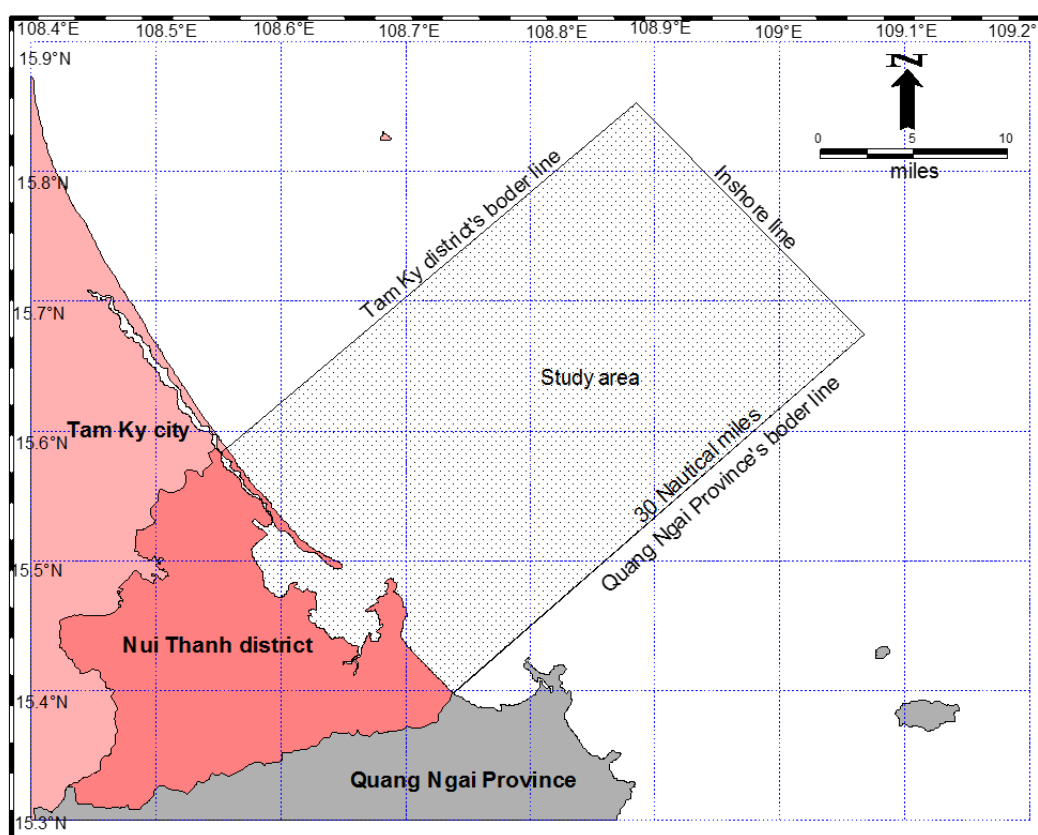 108.4°E 108.5°E 108.6°E 108.7°E 108.8°E 108.9°E 109°E 109.1°E 109.2°E
15.9°N
N
0 5 10
miles
15.8°N
Tam Ky district's boder line
Inshore line
15.7°N
Study area
Tam Ky city
15.6°N
30 Nautical miles
Quang Ngai Province's boder line
15.5°N
Nui Thanh district
15.4°N
Quang Ngai Province
15.3°N